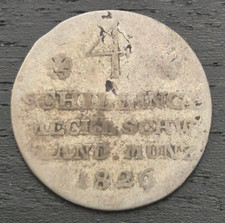 4
SCHILLING
MECKL. SCHW
LAND MÜNZ
1826